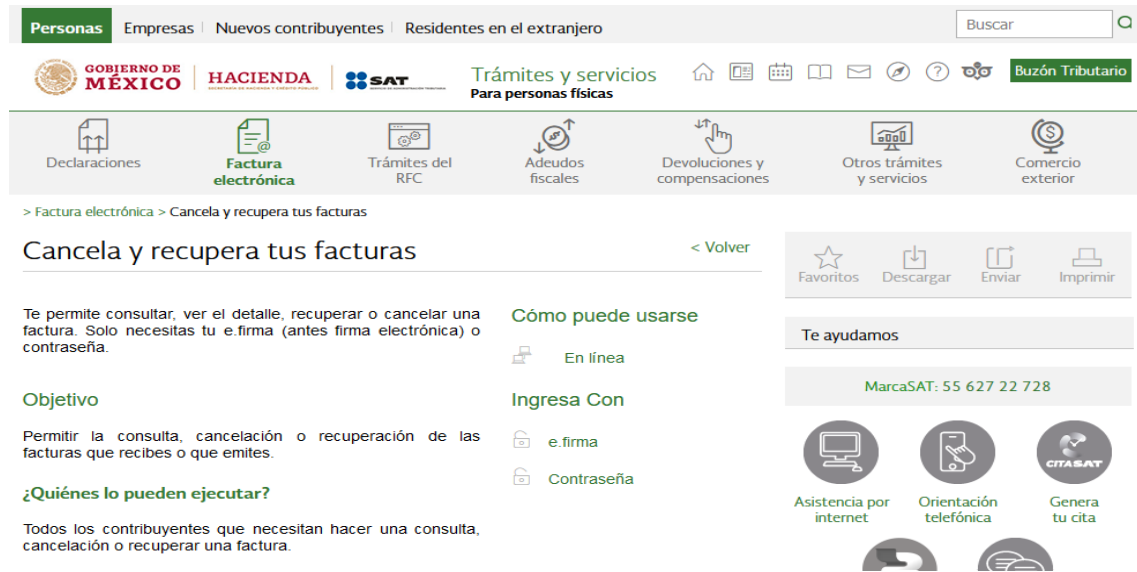 Personas Empresas Nuevos contribuyentes Residentes en el extranjero Buscar
GOBIERNO DE
MÉXICO
HACIENDA
SAT
Trámites y servicios
Para personas físicas
Buzón Tributario
Declaraciones
Factura
electrónica
Trámites del
RFC
Adeudos
fiscales
Devoluciones y
compensaciones
Otros trámites
y servicios
Comercio
exterior
> Factura electrónica > Cancela y recupera tus facturas
Cancela y recupera tus facturas
< Volver
Favoritos Descargar Enviar Imprimir
Te permite consultar, ver el detalle, recuperar o cancelar una
factura. Solo necesitas tu e.firma (antes firma electrónica) o
contraseña.
Objetivo
Permitir la consulta, cancelación o recuperación de las
facturas que recibes o que emites.
¿Quiénes lo pueden ejecutar?
Todos los contribuyentes que necesitan hacer una consulta,
cancelación o recuperar una factura.
Cómo puede usarse
En línea
Ingresa Con
e.firma
Contraseña
Te ayudamos
MarcaSAT: 55 627 22 728
CITASAT
Asistencia por
internet
Orientación
telefónica
Genera
tu cita